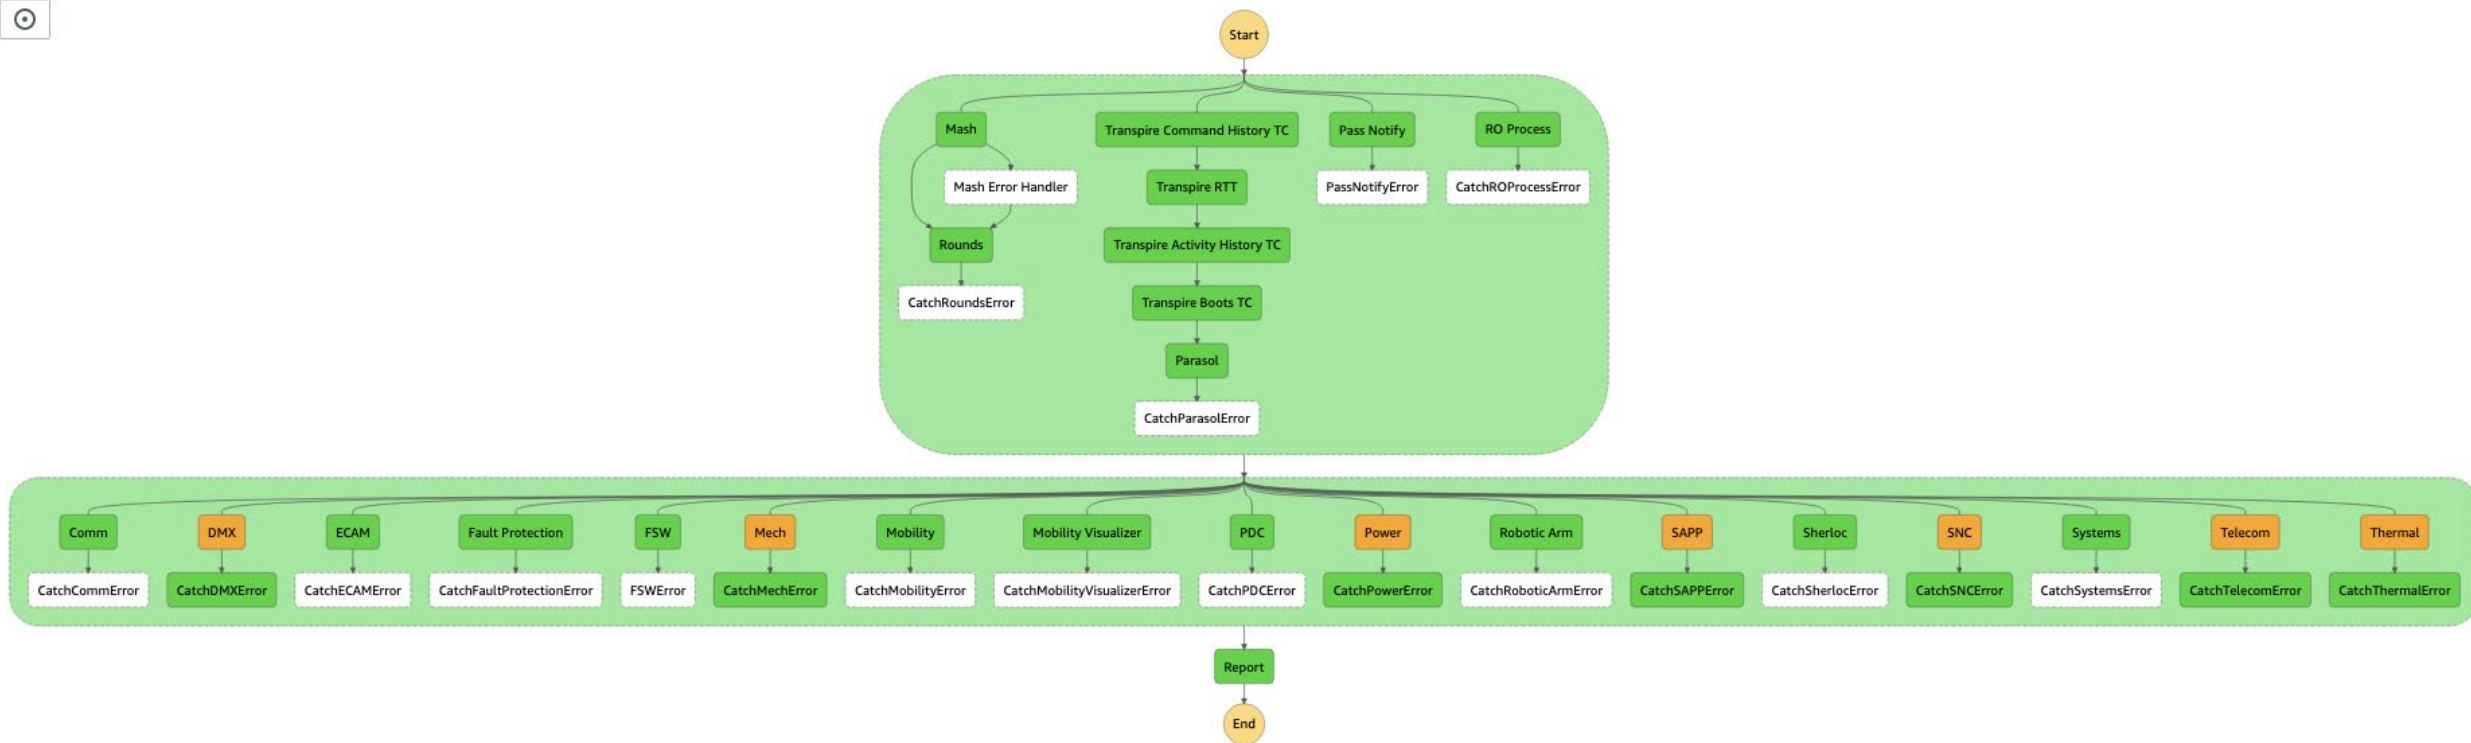 Start
Mash
Transpire Command History TC
Pass Notify
RO Process
Mash Error Handler
Transpire RTT
PassNotifyError
CatchROProcessError
Rounds
Transpire Activity History TC
CatchRoundsError
Transpire Boots TC
Parasol
CatchParasolError
Comm
DMX
ECAM
Fault Protection
FSW
Mech
Mobility
Mobility Visualizer
PDC
Power
Robotic Arm
SAPP
Sherloc
SNC
Systems
Telecom
Thermal
CatchCommError
CatchDMXError
CatchECAMError
CatchFaultProtectionError
FSWError
CatchMechError
CatchMobilityError
CatchMobilityVisualizerError
CatchPDCError
CatchPowerError
CatchRoboticArmError
CatchSAPPError
CatchSherlocError
CatchSNCError
CatchSystemsError
CatchTelecomError
CatchThermalError
Report
End